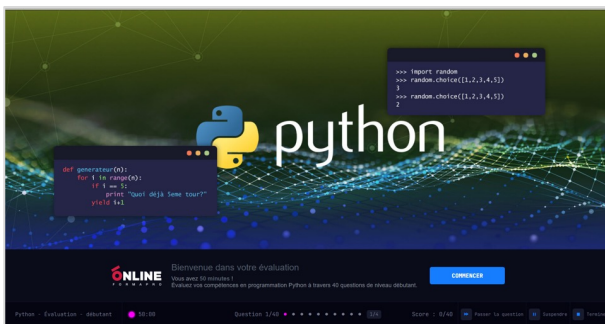 >>> import random
>>> random.choice([1,2,3,4,5])
3
>>> random.choice([1,2,3,4,5])
2
python
def generateur(n):
for i in range(n):
if i == 5:
print "Quoi déjà 5eme tour?"
yield i+1
ONLINE
FORMAPRO
Bienvenue dans votre évaluation
Vous avez 50 minutes !
Évaluez vos compétences en programmation Python à travers 40 questions de niveau débutant.
COMMENCER
Python - Évaluation - débutant 50:00 Question 1/40 1/4 Score : 0/40 Passer la question Suspendre Termine